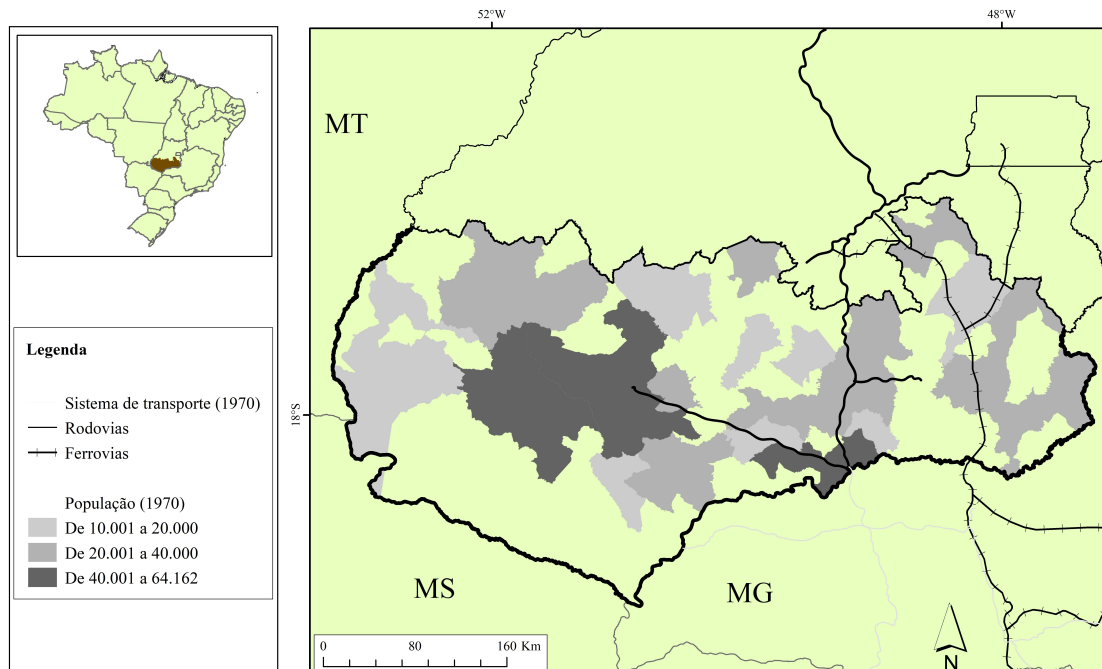 52°W
48°W
MT
18°S
MS
MG
Legenda
Sistema de transporte (1970)
Rodovias
Ferrovias
População (1970)
De 10.001 a 20.000
De 20.001 a 40.000
De 40.001 a 64.162
0 80 160 Km
N